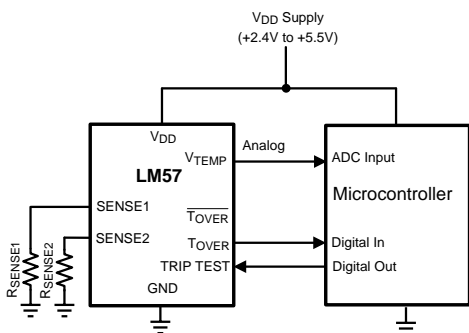 VDD Supply
(+2.4V to +5.5V)
VDD
LM57
VTEMP
Analog
ADC Input
Microcontroller
SENSE1
TOVER
SENSE2
TOVER
Digital In
TRIP TEST
Digital Out
GND
RSENSE1
RSENSE2